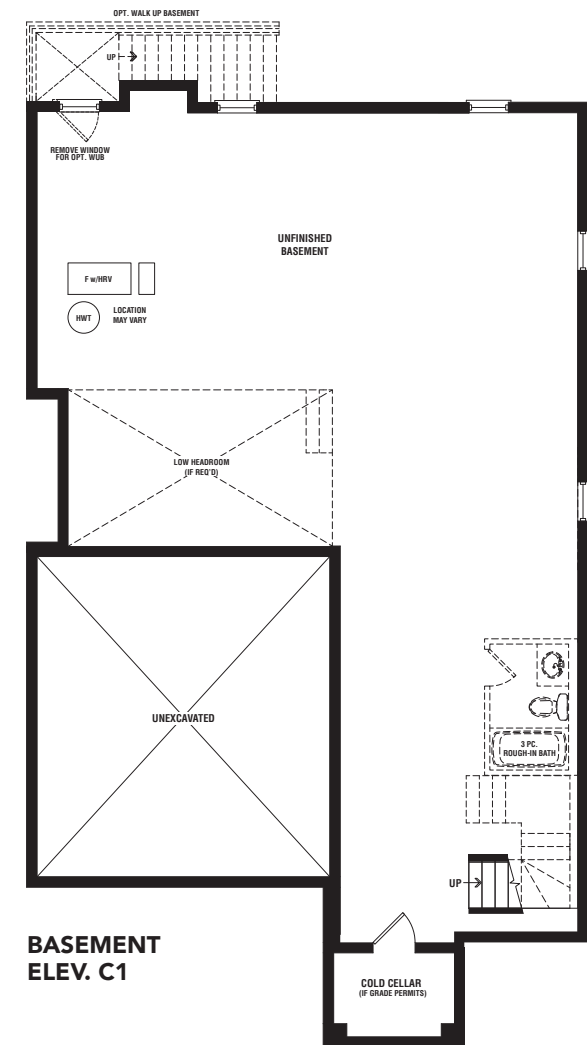 OPT. WALK UP BASEMENT
UP
REMOVE WINDOW
FOR OPT. WUB
UNFINISHED
BASEMENT
F w/HRV
HWT
LOCATION
MAY VARY
LOW HEADROOM
(IF REQ'D)
UNEXCAVATED
3 PC.
ROUGH-IN BATH
UP
BASEMENT
ELEV. C1
COLD CELLAR
(IF GRADE PERMITS)